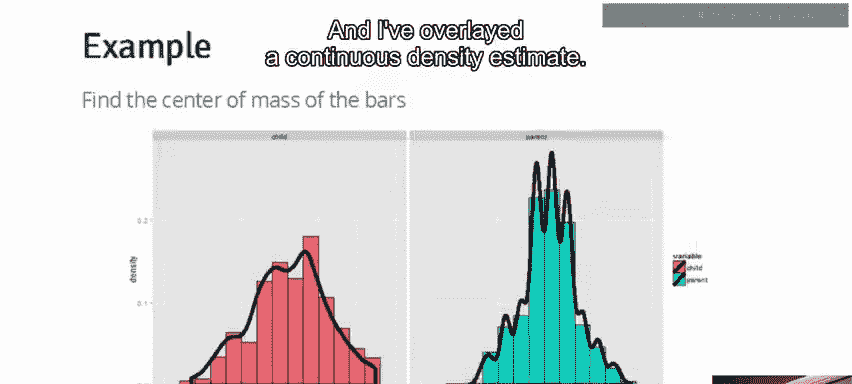 And I've overlayed
a continuous density estimate.
Example
Find the center of mass of the bars
child
parent
0.2
0.1
density
variable
child
parent